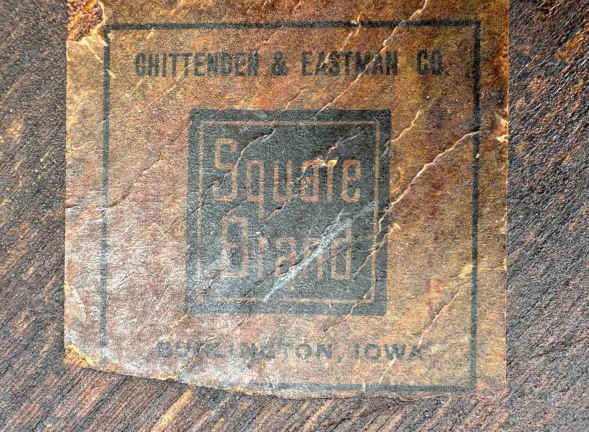 CHITTENDEN & EASTMAN CO.
Square
Brand
BURLINGTON, IOWA